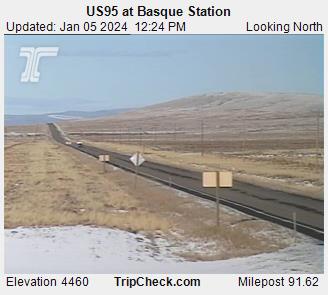 US95 at Basque Station
Updated: Jan 05 2024 12:24 PM Looking North
Elevation 4460 TripCheck.com Milepost 91.62